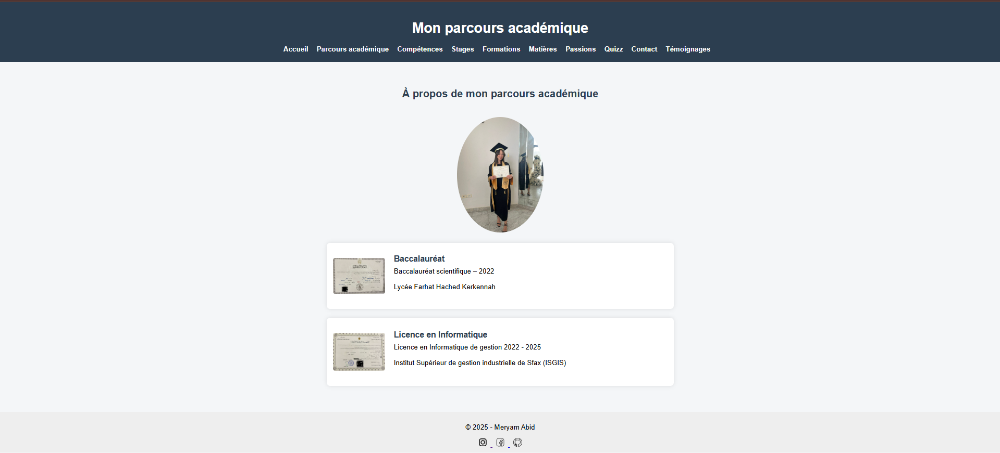 Mon parcours académique
Accueil Parcours académique Compétences Stages Formations Matières Passions Quizz Contact Témoignages
À propos de mon parcours académique
Baccalauréat
Baccalauréat scientifique – 2022
Lycée Farhat Hached Kerkennah
Licence en Informatique
Licence en Informatique de gestion 2022 - 2025
Institut Supérieur de gestion industrielle de Sfax (ISGIS)
© 2025 - Meryam Abid